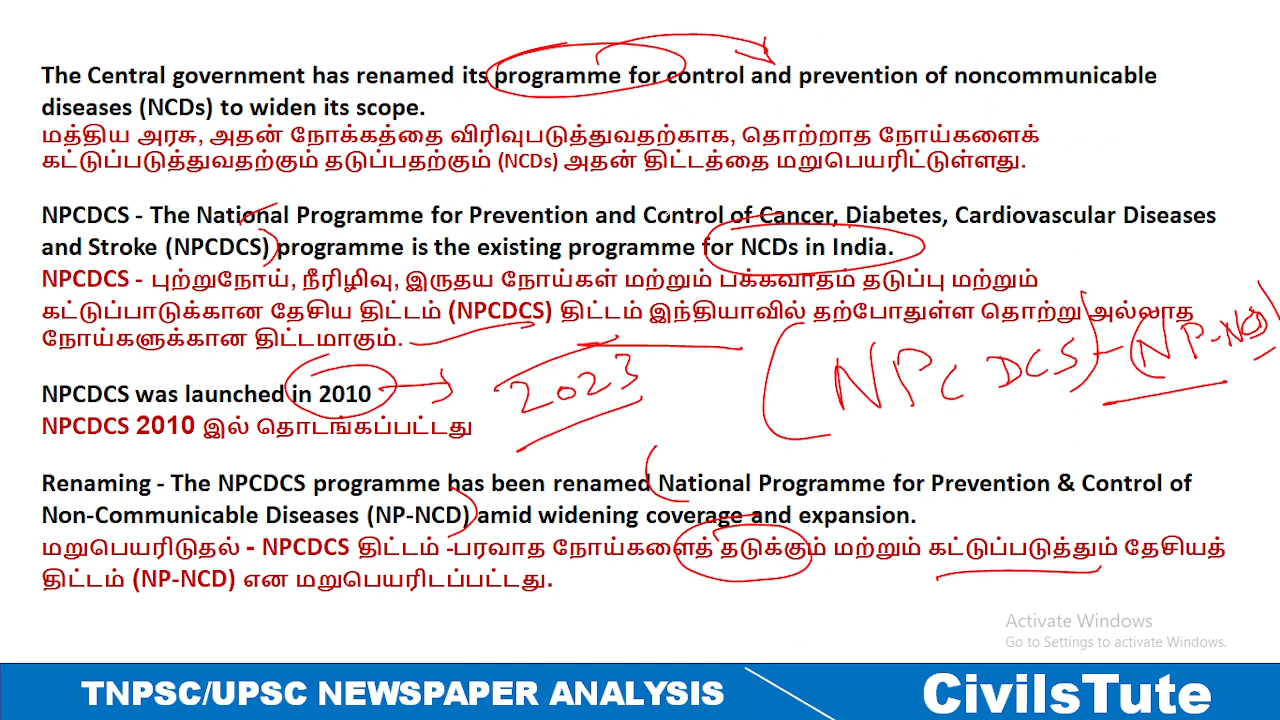 The Central government has renamed its programme for control and prevention of noncommunicable
diseases (NCDs) to widen its scope.
மத்திய அரசு, அதன் நோக்கத்தை விரிவுபடுத்துவதற்காக, தொற்றாத நோய்களைக்
கட்டுப்படுத்துவதற்கும் தடுப்பதற்கும் (NCDs) அதன் திட்டத்தை மறுபெயரிட்டுள்ளது.
NPCDCS - The National Programme for Prevention and Control of Cancer, Diabetes, Cardiovascular Diseases
and Stroke (NPCDCS) programme is the existing programme for NCDs in India.
NPCDCS - புற்றுநோய், நீரிழிவு, இருதய நோய்கள் மற்றும் பக்கவாதம் தடுப்பு மற்றும்
கட்டுப்பாடுக்கான தேசிய திட்டம் (NPCDCS) திட்டம் இந்தியாவில் தற்போதுள்ள தொற்று அல்லாத
நோய்களுக்கான திட்டமாகும்.
(NPCDCS) - (NP-NCD)
NPCDCS was launched in 2010
2023
NPCDCS 2010 இல் தொடங்கப்பட்டது
Renaming - The NPCDCS programme has been renamed National Programme for Prevention & Control of
Non-Communicable Diseases (NP-NCD) amid widening coverage and expansion.
மறுபெயரிடுதல் - NPCDCS திட்டம் -பரவாத நோய்களைத் தடுக்கும் மற்றும் கட்டுப்படுத்தும் தேசியத்
திட்டம் (NP-NCD) என மறுபெயரிடப்பட்டது.
Activate Windows
Go to Settings to activate Windows.
TNPSC/UPSC NEWSPAPER ANALYSIS
CivilsTute